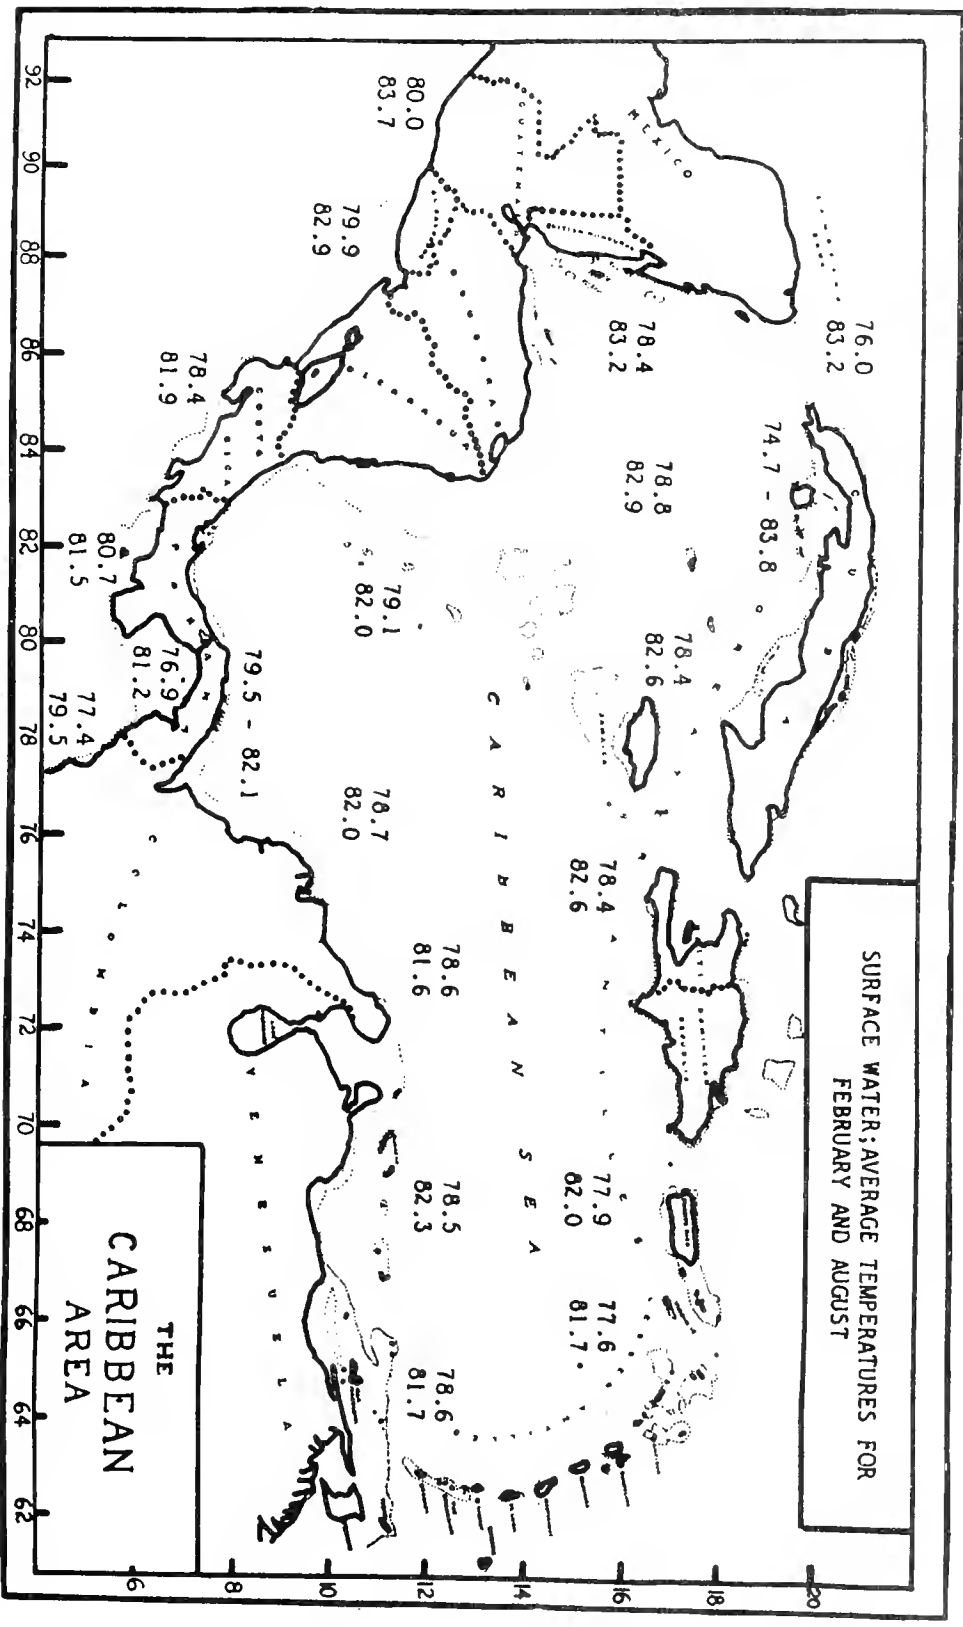 SURFACE WATER; AVERAGE TEMPERATURES FOR
FEBRUARY AND AUGUST
76.0
83.2
74.7 - 83.8
MEXICO
CUBA
78.4
83.2
78.8
82.9
78.4
82.6
78.4
82.6
77.9
82.0
77.6
81.7
80.0
83.7
GUATEMALA
79.9
82.9
78.4
81.9
COSTA
RICA
79.1
82.0
CARIBBEAN SEA
78.7
82.0
78.6
81.6
78.5
82.3
78.6
81.7
80.7
81.5
76.9
81.2
77.4
79.5
79.5 - 82.1
COLOMBIA
VENEZUELA
THE
CARIBBEAN
AREA
92 90 88 86 84 82 80 78 76 74 72 70 68 66 64 62
20
18
16
14
12
10
8
6